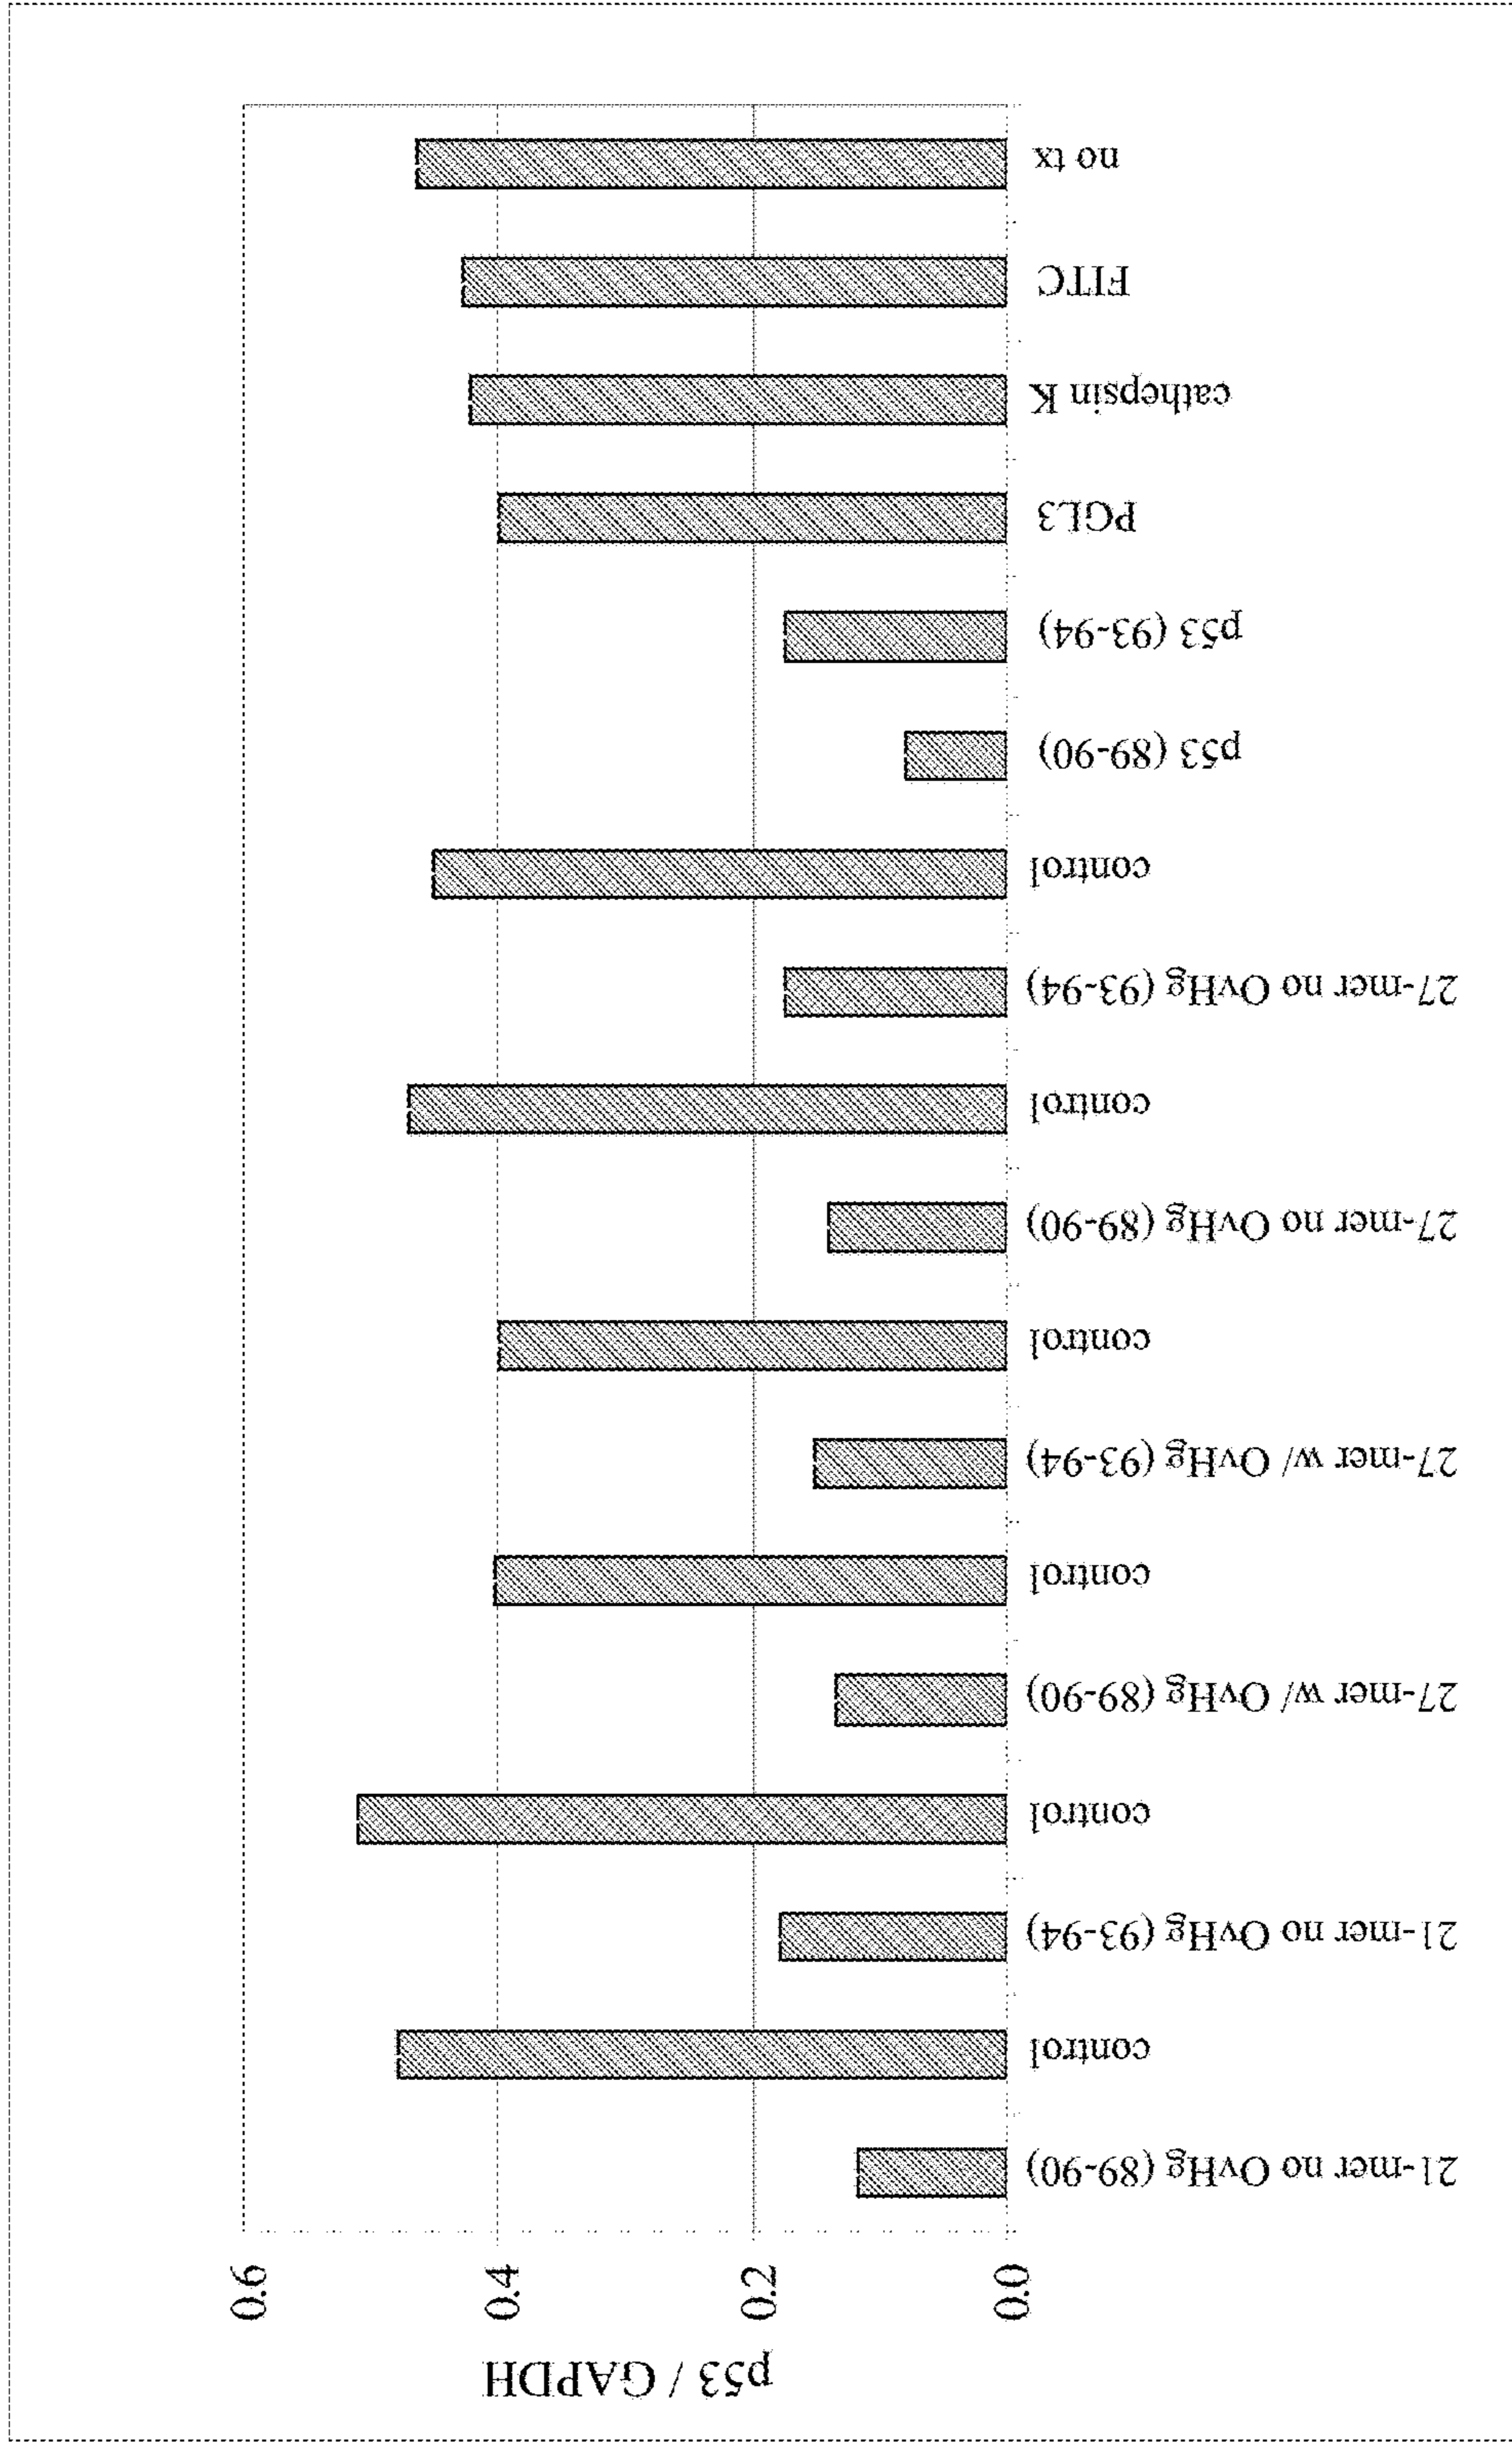 p53 / GAPDH
0.6
0.4
0.2
0.0
21-mer no OvHg (89-90)
control
21-mer no OvHg (93-94)
control
27-mer w/ OvHg (89-90)
control
27-mer w/ OvHg (93-94)
control
27-mer no OvHg (89-90)
control
27-mer no OvHg (93-94)
control
p53 (89-90)
p53 (93-94)
PGL3
cathepsin K
FITC
no tx